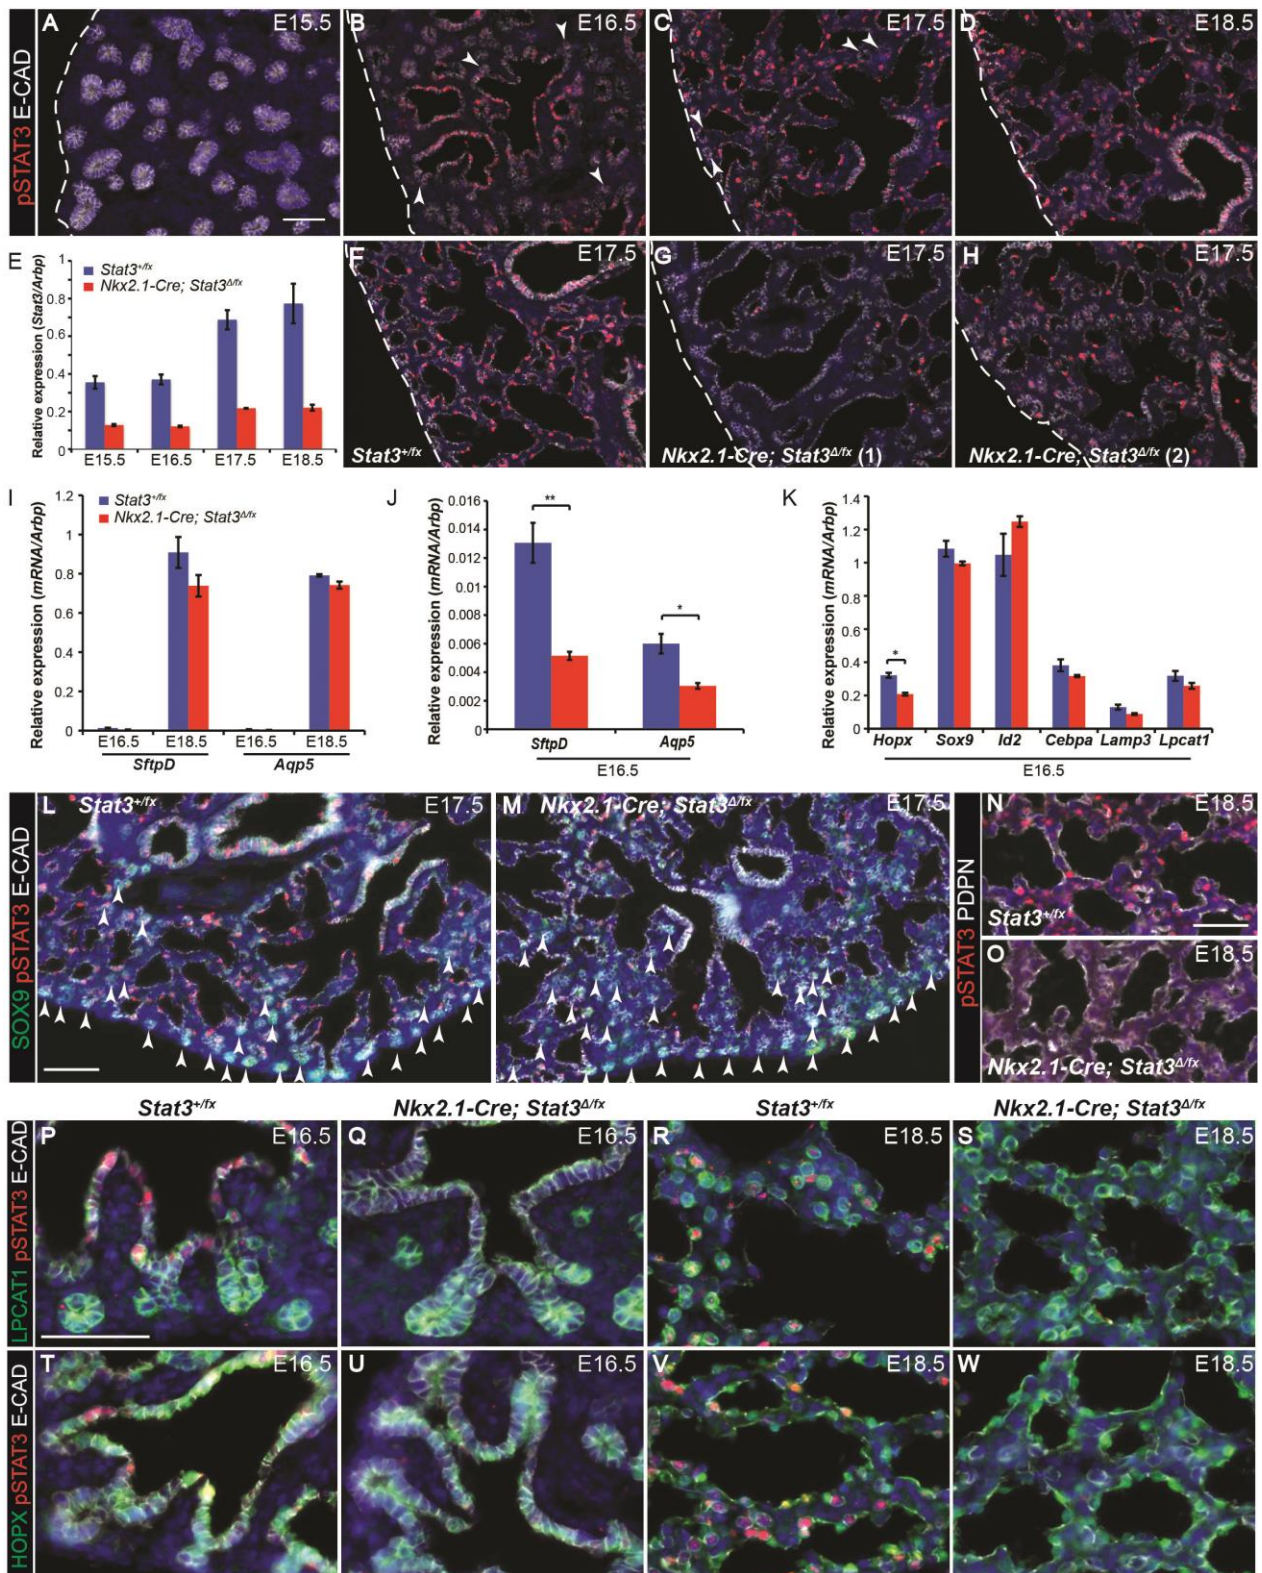 pSTAT3 E-CAD
A E15.5
B E16.5
C E17.5
D E18.5
E
Relative expression (Stat3/Arbp)
1
0.8
0.6
0.4
0.2
0
Stat3+/fx
Nkx2.1-Cre; Stat3Δ/fx
E15.5 E16.5 E17.5 E18.5
F E17.5
Stat3+/fx
G E17.5
Nkx2.1-Cre; Stat3Δ/fx (1)
H E17.5
Nkx2.1-Cre; Stat3Δ/fx (2)
I
Relative expression (mRNA/Arbp)
1.2
1
0.8
0.6
0.4
0.2
0
Stat3+/fx
Nkx2.1-Cre; Stat3Δ/fx
E16.5 E18.5 E16.5 E18.5
SftpD Aqp5
J
Relative expression (mRNA/Arbp)
0.016
0.014
0.012
0.010
0.008
0.006
0.004
0.002
0
**
*
SftpD Aqp5
E16.5
K
Relative expression (mRNA/Arbp)
1.4
1.2
1
0.8
0.6
0.4
0.2
0
*
Hopx Sox9 Id2 Cebpa Lamp3 Lpcat1
E16.5
SOX9 pSTAT3 E-CAD
L Stat3+/fx E17.5
M Nkx2.1-Cre; Stat3Δ/fx E17.5
pSTAT3 PDPN
N E18.5
Stat3+/fx
O E18.5
Nkx2.1-Cre; Stat3Δ/fx
Stat3+/fx Nkx2.1-Cre; Stat3Δ/fx Stat3+/fx Nkx2.1-Cre; Stat3Δ/fx
LPCAT1 pSTAT3 E-CAD
P E16.5
Q E16.5
R E18.5
S E18.5
HOPX pSTAT3 E-CAD
T E16.5
U E16.5
V E18.5
W E18.5